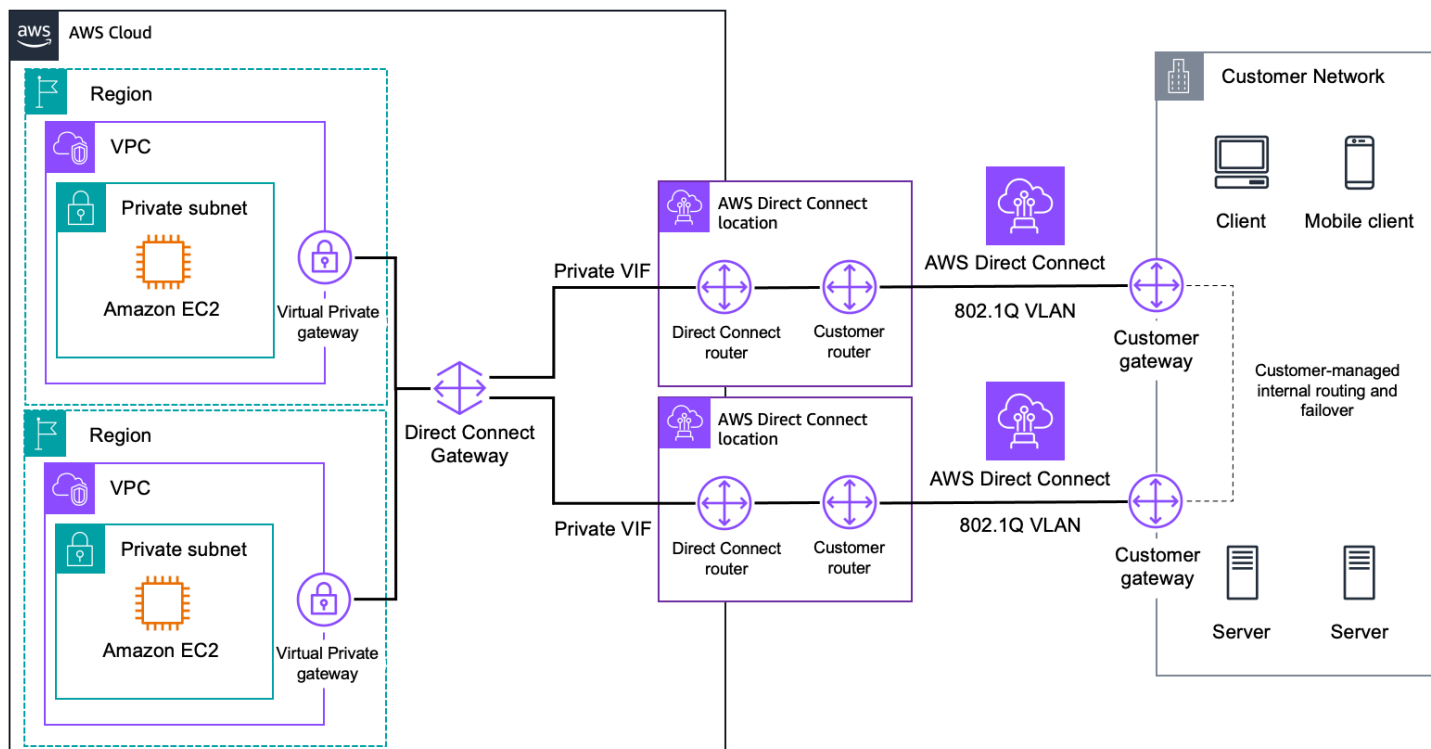 aws
AWS Cloud
Region
VPC
Private subnet
Amazon EC2
Virtual Private
gateway
Region
VPC
Private subnet
Amazon EC2
Virtual Private
gateway
Direct Connect
Gateway
Private VIF
Private VIF
AWS Direct Connect
location
Direct Connect
router
Customer
router
AWS Direct Connect
location
Direct Connect
router
Customer
router
AWS Direct Connect
802.1Q VLAN
AWS Direct Connect
802.1Q VLAN
Customer Network
Client
Mobile client
Customer
gateway
Customer-managed
internal routing and
failover
Customer
gateway
Server
Server